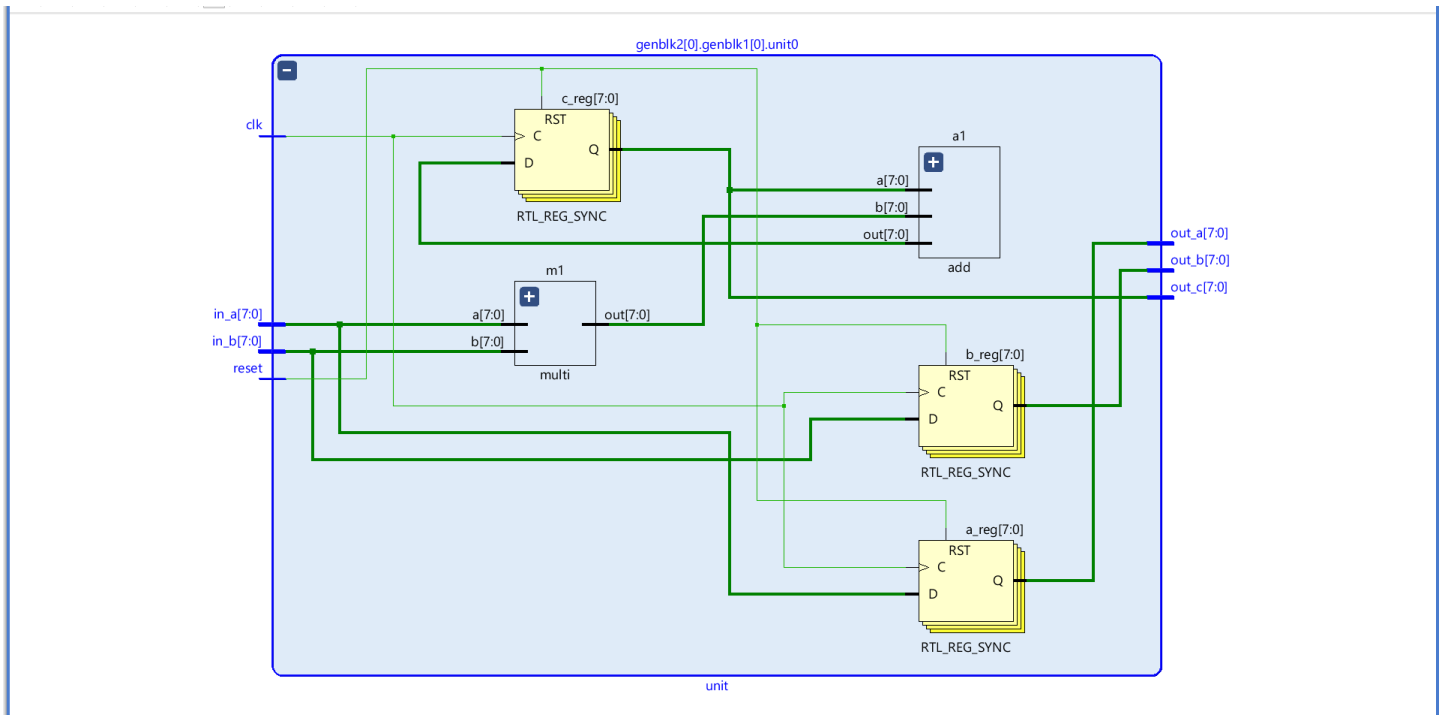 genblk2[0].genblk1[0].unit0
c_reg[7:0]
RST
clk
C
Q
D
RTL_REG_SYNC
a1
a[7:0]
b[7:0]
out[7:0]
add
out_a[7:0]
out_b[7:0]
out_c[7:0]
m1
in_a[7:0]
a[7:0]
out[7:0]
in_b[7:0]
b[7:0]
reset
multi
b_reg[7:0]
RST
C
Q
D
RTL_REG_SYNC
a_reg[7:0]
RST
C
Q
D
RTL_REG_SYNC
unit